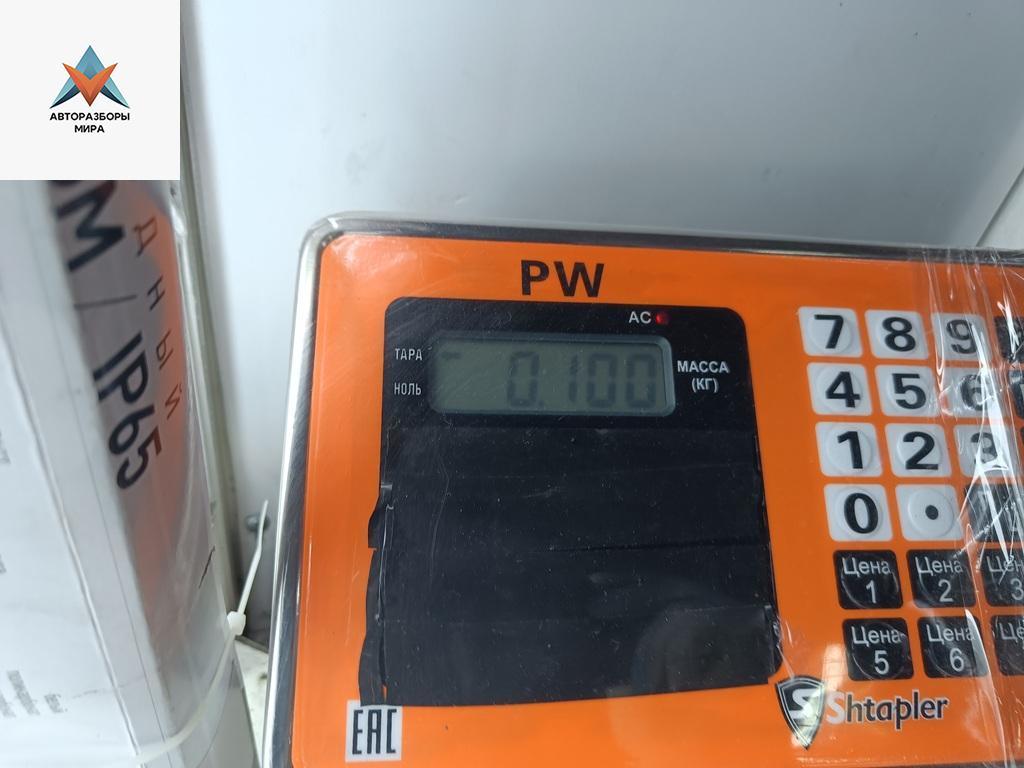 АВТОРАЗБОРЫ
МИРА
/ IP65
дный
PW
AC
ТАРА
НОЛЬ
0.100
МАССА
(КГ)
7 8 9
4 5 6
1 2 3
0 .
Цена 1
Цена 2
Цена 5
Цена 6
Shtapler
EAC